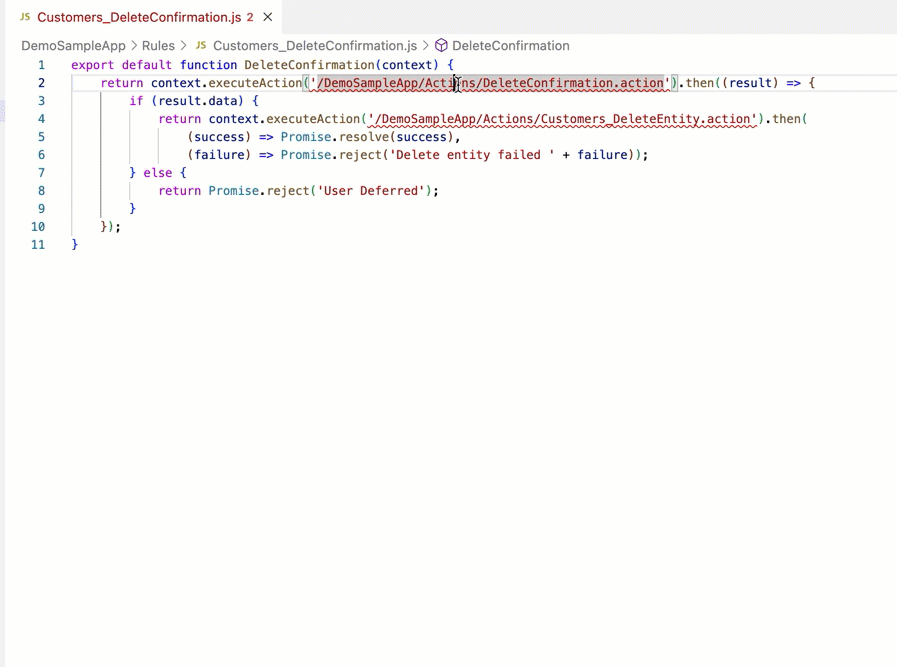 JS Customers_DeleteConfirmation.js 2 ×
DemoSampleApp > Rules > JS Customers_DeleteConfirmation.js > DeleteConfirmation
1 export default function DeleteConfirmation(context) {
2 return context.executeAction('/DemoSampleApp/Actions/DeleteConfirmation.action').then((result) => {
3 if (result.data) {
4 return context.executeAction('/DemoSampleApp/Actions/Customers_DeleteEntity.action').then(
5 (success) => Promise.resolve(success),
6 (failure) => Promise.reject('Delete entity failed ' + failure));
7 } else {
8 return Promise.reject('User Deferred');
9 }
10 });
11 }